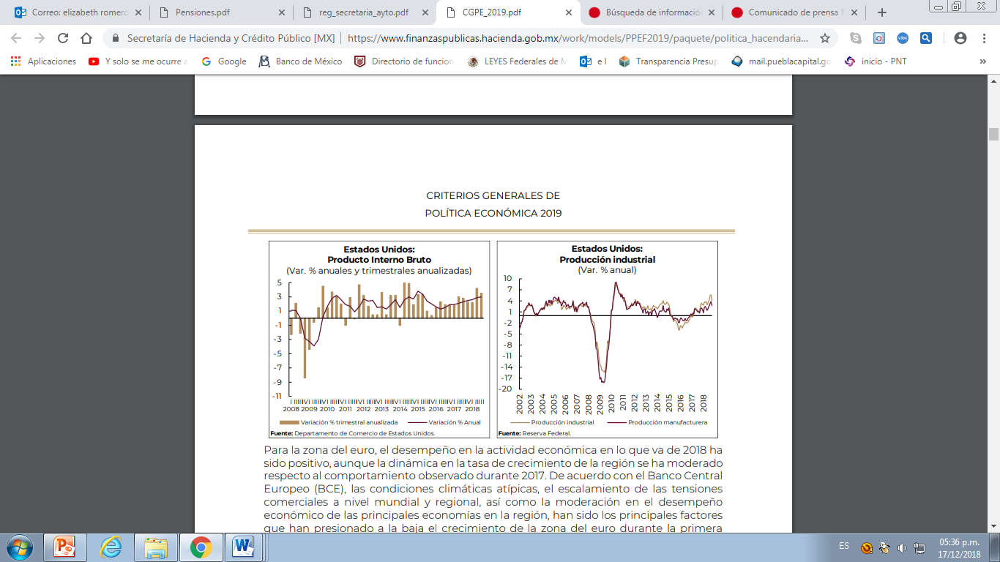 Correo: elizabeth romero
Pensiones.pdf
reg_secretaria_ayto.pdf
CGPE_2019.pdf
Búsqueda de informació
Comunicado de prensa
Secretaría de Hacienda y Crédito Público [MX] | https://www.finanzaspublicas.hacienda.gob.mx/work/models/PPEF2019/paquete/politica_hacendaria...
Aplicaciones
Y solo se me ocurre a
Google
Banco de México
Directorio de funcion
LEYES Federales de M
e l
Transparencia Presup
mail.pueblacapital.go
inicio - PNT
»
CRITERIOS GENERALES DE
POLÍTICA ECONÓMICA 2019
Estados Unidos:
Producto Interno Bruto
(Var. % anuales y trimestrales anualizadas)
5
3
1
-1
-3
-5
-7
-9
-11
2008 2009 2010 2011 2012 2013 2014 2015 2016 2017 2018
Variación % trimestral anualizada
Variación % Anual
Fuente: Departamento de Comercio de Estados Unidos.
Estados Unidos:
Producción industrial
(Var. % anual)
10
7
4
1
-2
-5
-8
-11
-14
-17
-20
2002 2003 2004 2005 2006 2007 2008 2009 2010 2011 2012 2013 2014 2015 2016 2017 2018
Producción industrial
Producción manufacturera
Fuente: Reserva Federal.
Para la zona del euro, el desempeño en la actividad económica en lo que va de 2018 ha
sido positivo, aunque la dinámica en la tasa de crecimiento de la región se ha moderado
respecto al comportamiento observado durante 2017. De acuerdo con el Banco Central
Europeo (BCE), las condiciones climáticas atípicas, el escalamiento de las tensiones
comerciales a nivel mundial y regional, así como la moderación en el desempeño
económico de las principales economías en la región, han sido los principales factores
que han presionado a la baja el crecimiento de la zona del euro durante la primera
ES
05:36 p.m.
17/12/2018